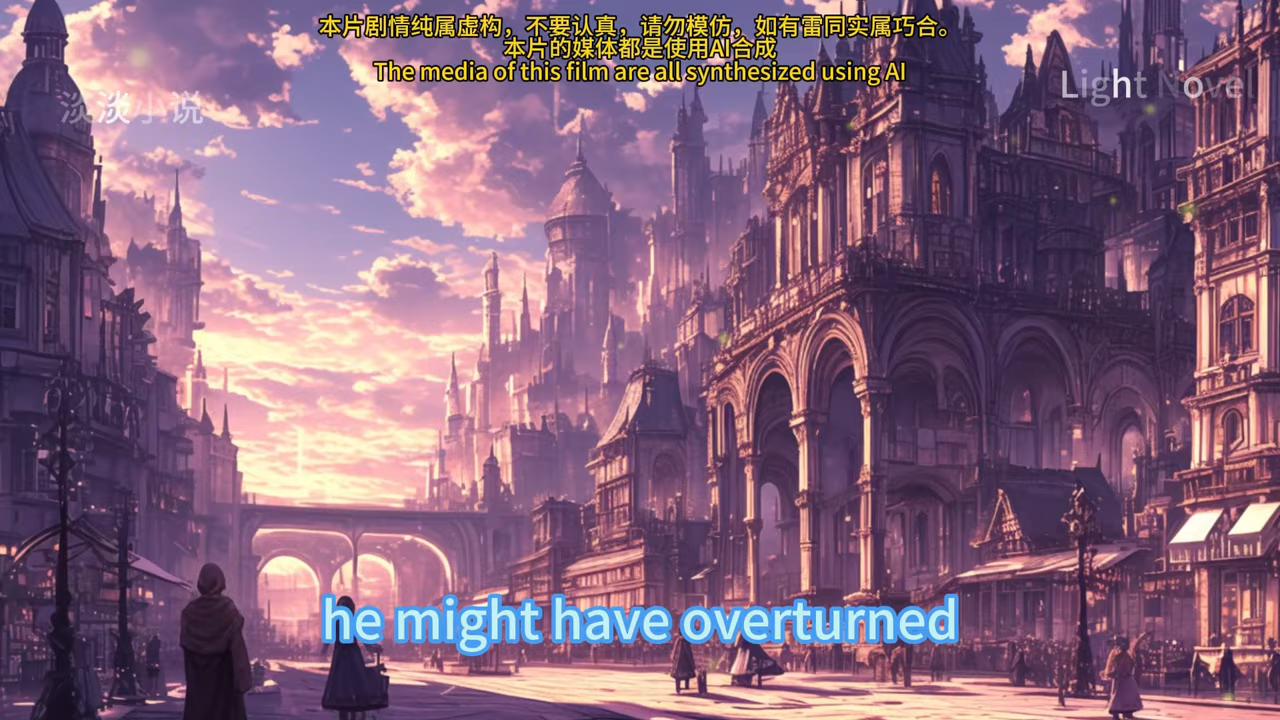 本片剧情纯属虚构，不要认真，请勿模仿，如有雷同实属巧合。
本片的媒体都是使用AI合成
The media of this film are all synthesized using AI
淡淡小说
Light Novel
he might have overturned